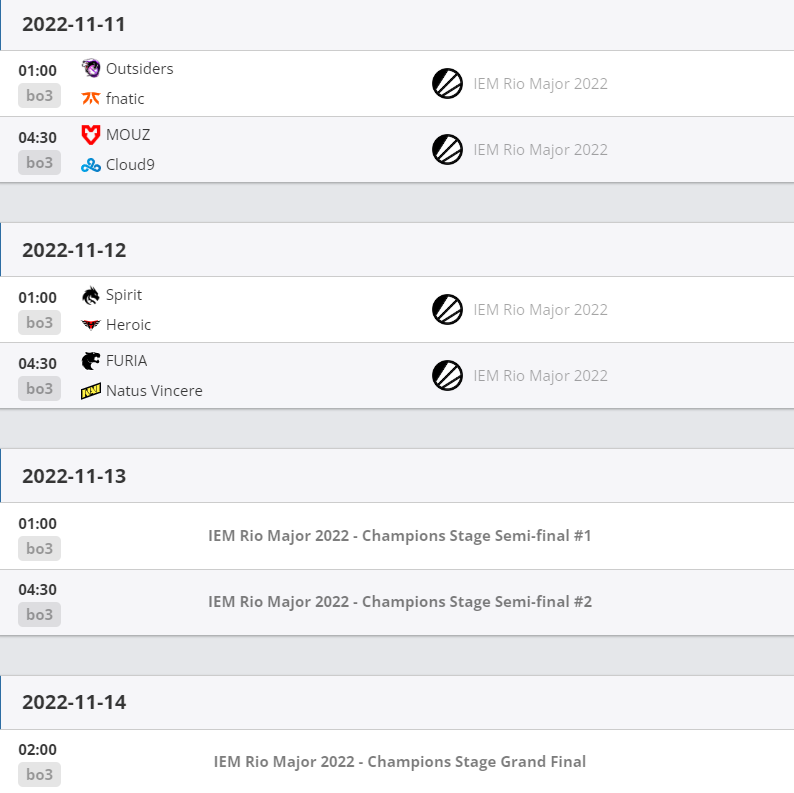 2022-11-11
01:00
bo3
Outsiders
fnatic
IEM Rio Major 2022
04:30
bo3
MOUZ
Cloud9
IEM Rio Major 2022
2022-11-12
01:00
bo3
Spirit
Heroic
IEM Rio Major 2022
04:30
bo3
FURIA
Natus Vincere
IEM Rio Major 2022
2022-11-13
01:00
bo3
IEM Rio Major 2022 - Champions Stage Semi-final #1
04:30
bo3
IEM Rio Major 2022 - Champions Stage Semi-final #2
2022-11-14
02:00
bo3
IEM Rio Major 2022 - Champions Stage Grand Final